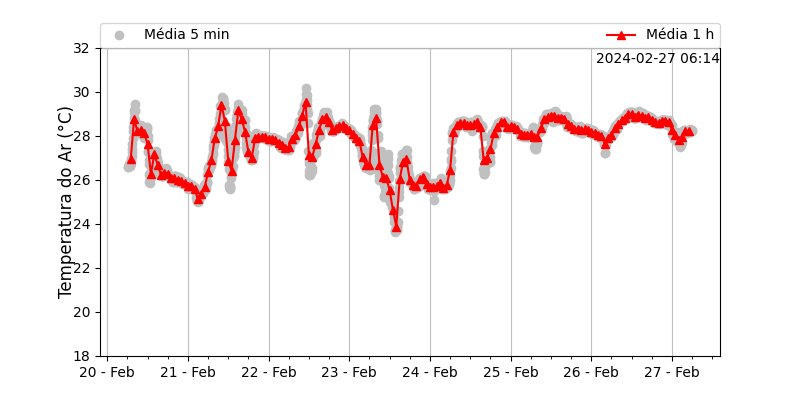 Média 5 min
Média 1 h
2024-02-27 06:14
Temperatura do Ar (°C)
32
30
28
26
24
22
20
18
20 - Feb
21 - Feb
22 - Feb
23 - Feb
24 - Feb
25 - Feb
26 - Feb
27 - Feb